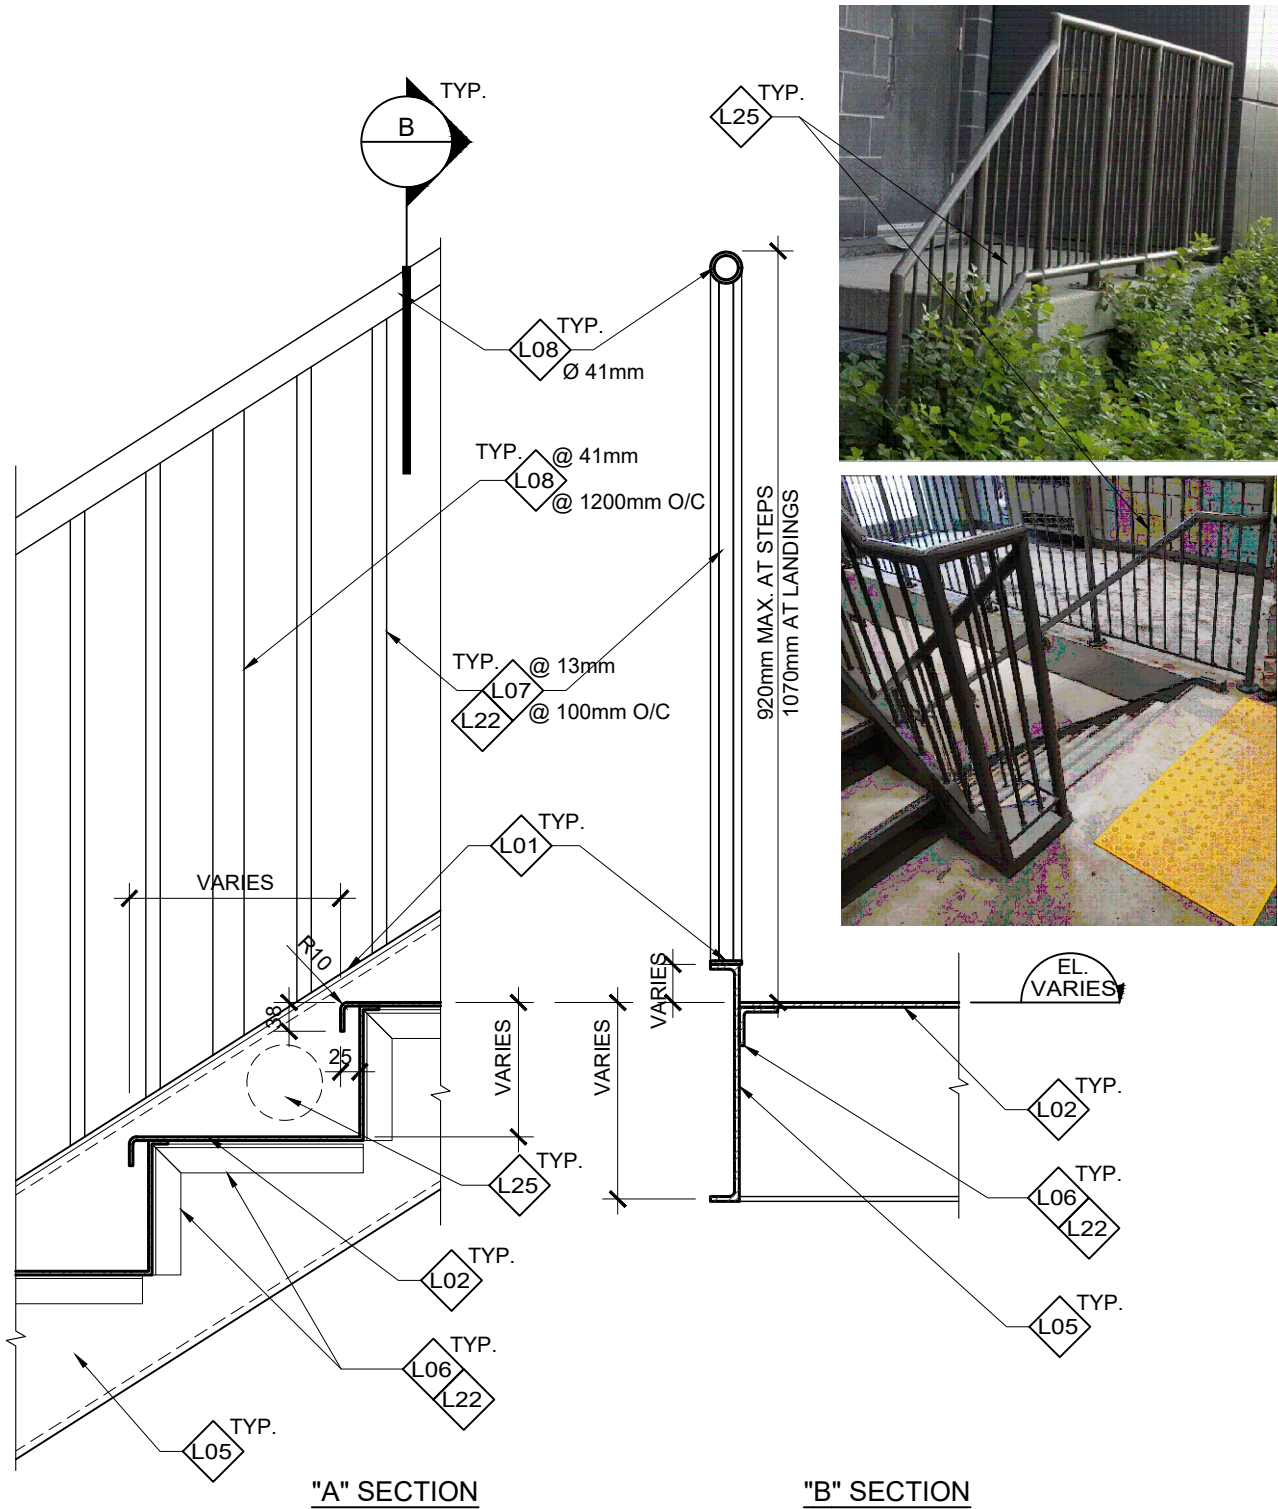 TYP.
B
TYP.
L25
TYP.
L08
Ø 41mm
TYP.
@ 41mm
L08
@ 1200mm O/C
920mm MAX. AT STEPS
1070mm AT LANDINGS
TYP.
@ 13mm
L07
@ 100mm O/C
L22
TYP.
L01
VARIES
R10
38
25
VARIES
VARIES
VARIES
EL.
VARIES
TYP.
L02
TYP.
L25
TYP.
L06
L22
TYP.
L02
TYP.
L05
TYP.
L06
L22
TYP.
L05
"A" SECTION
"B" SECTION